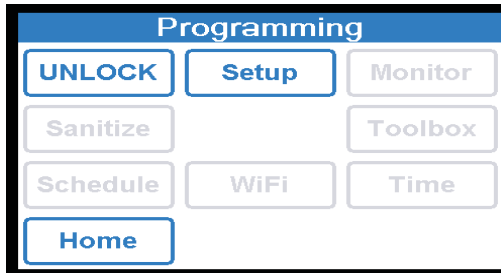 Programming
UNLOCK Setup Monitor
Sanitize Toolbox
Schedule WiFi Time
Home